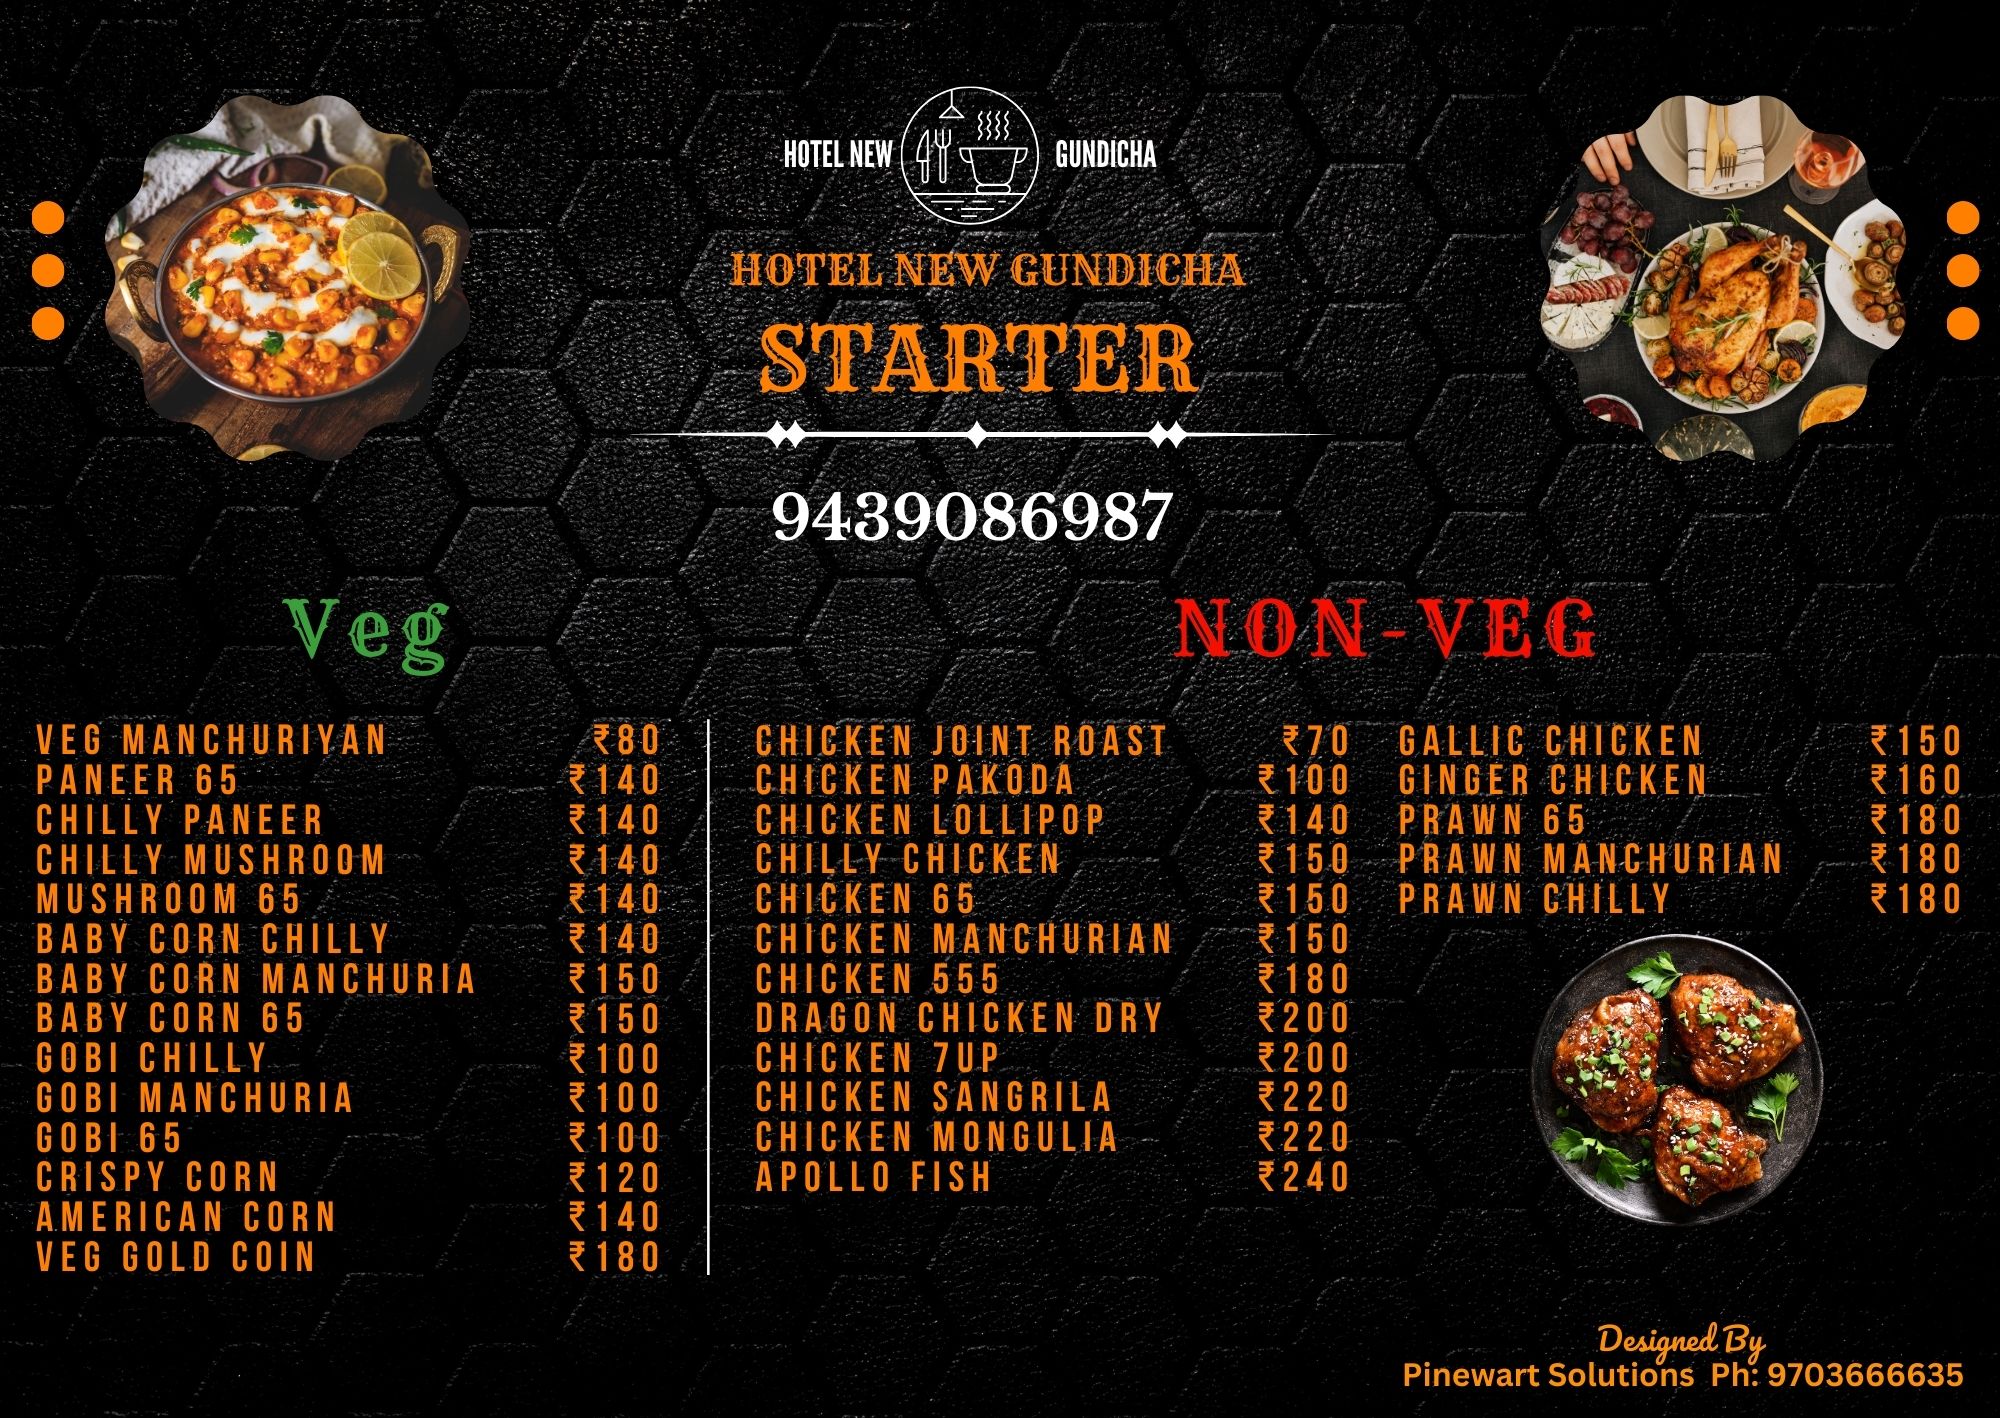 HOTEL NEW GUNDICHA
HOTEL NEW GUNDICHA
STARTER
9439086987
Veg
VEG MANCHURIYAN ₹80
PANEER 65 ₹140
CHILLY PANEER ₹140
CHILLY MUSHROOM ₹140
MUSHROOM 65 ₹140
BABY CORN CHILLY ₹140
BABY CORN MANCHURIA ₹150
BABY CORN 65 ₹150
GOBI CHILLY ₹100
GOBI MANCHURIA ₹100
GOBI 65 ₹100
CRISPY CORN ₹120
AMERICAN CORN ₹140
VEG GOLD COIN ₹180
NON-VEG
CHICKEN JOINT ROAST ₹70
CHICKEN PAKODA ₹100
CHICKEN LOLLIPOP ₹140
CHILLY CHICKEN ₹150
CHICKEN 65 ₹150
CHICKEN MANCHURIAN ₹150
CHICKEN 555 ₹180
DRAGON CHICKEN DRY ₹200
CHICKEN 7UP ₹200
CHICKEN SANGRILA ₹220
CHICKEN MONGULIA ₹220
APOLLO FISH ₹240
GALLIC CHICKEN ₹150
GINGER CHICKEN ₹160
PRAWN 65 ₹180
PRAWN MANCHURIAN ₹180
PRAWN CHILLY ₹180
Designed By
Pinewart Solutions Ph: 9703666635